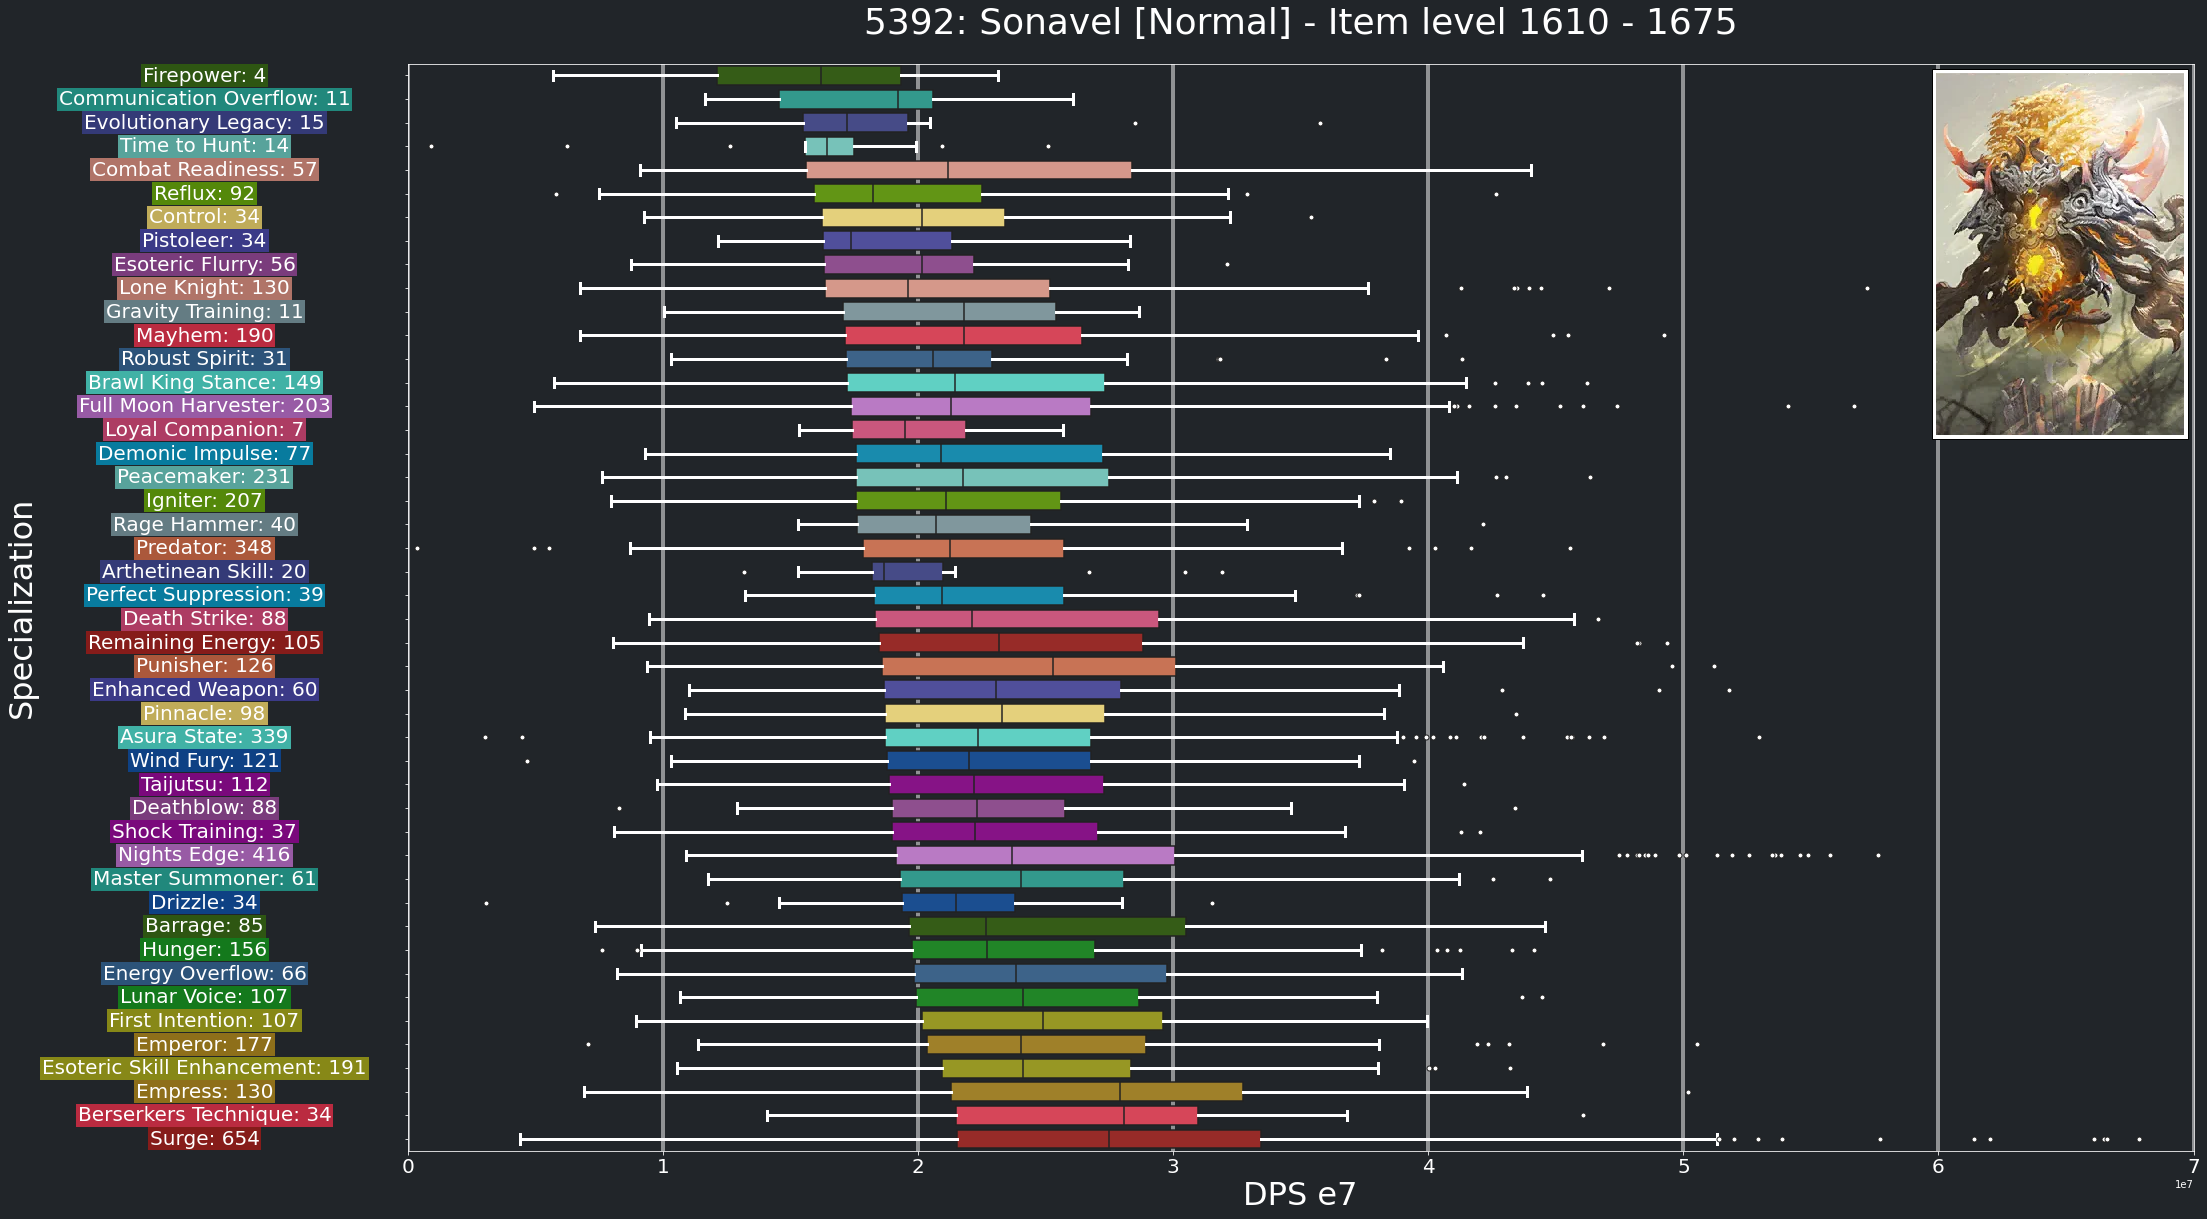 5392: Sonavel [Normal] - Item level 1610 - 1675
Firepower: 4
Communication Overflow: 11
Evolutionary Legacy: 15
Time to Hunt: 14
Combat Readiness: 57
Reflux: 92
Control: 34
Pistoleer: 34
Esoteric Flurry: 56
Lone Knight: 130
Gravity Training: 11
Mayhem: 190
Robust Spirit: 31
Brawl King Stance: 149
Full Moon Harvester: 203
Loyal Companion: 7
Demonic Impulse: 77
Peacemaker: 231
Igniter: 207
Rage Hammer: 40
Predator: 348
Arthetinean Skill: 20
Perfect Suppression: 39
Death Strike: 88
Remaining Energy: 105
Punisher: 126
Enhanced Weapon: 60
Pinnacle: 98
Asura State: 339
Wind Fury: 121
Taijutsu: 112
Deathblow: 88
Shock Training: 37
Nights Edge: 416
Master Summoner: 61
Drizzle: 34
Barrage: 85
Hunger: 156
Energy Overflow: 66
Lunar Voice: 107
First Intention: 107
Emperor: 177
Esoteric Skill Enhancement: 191
Empress: 130
Berserkers Technique: 34
Surge: 654
Specialization
0 1 2 3 4 5 6 7
1e7
DPS e7